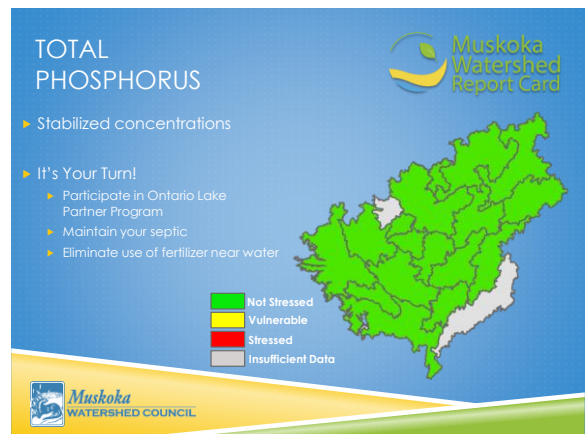 TOTAL
PHOSPHORUS
Muskoka
Watershed
Report Card
Stabilized concentrations
It's Your Turn!
Participate in Ontario Lake
Partner Program
Maintain your septic
Eliminate use of fertilizer near water
Not Stressed
Vulnerable
Stressed
Insufficient Data
Muskoka
WATERSHED COUNCIL